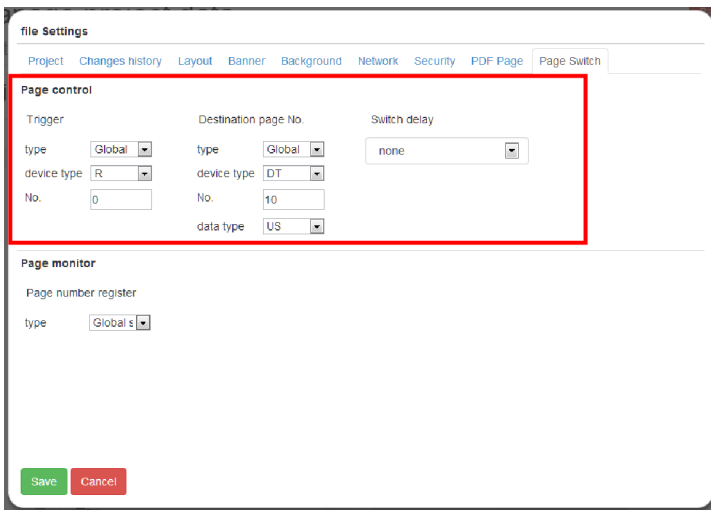 file Settings
Project Changes history Layout Banner Background Network Security PDF Page Page Switch
Page control
Trigger Destination page No. Switch delay
type Global type Global none
device type R device type DT
No. 0 No. 10
data type US
Page monitor
Page number register
type Global s
Save Cancel